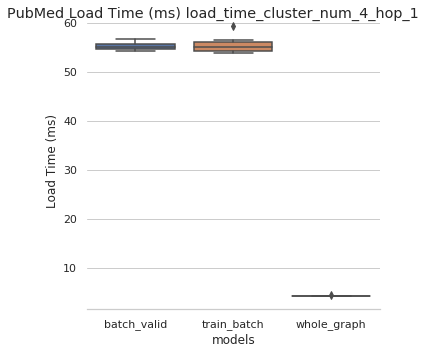 PubMed Load Time (ms) load_time_cluster_num_4_hop_1
60
50
40
30
20
10
Load Time (ms)
batch_valid train_batch whole_graph
models